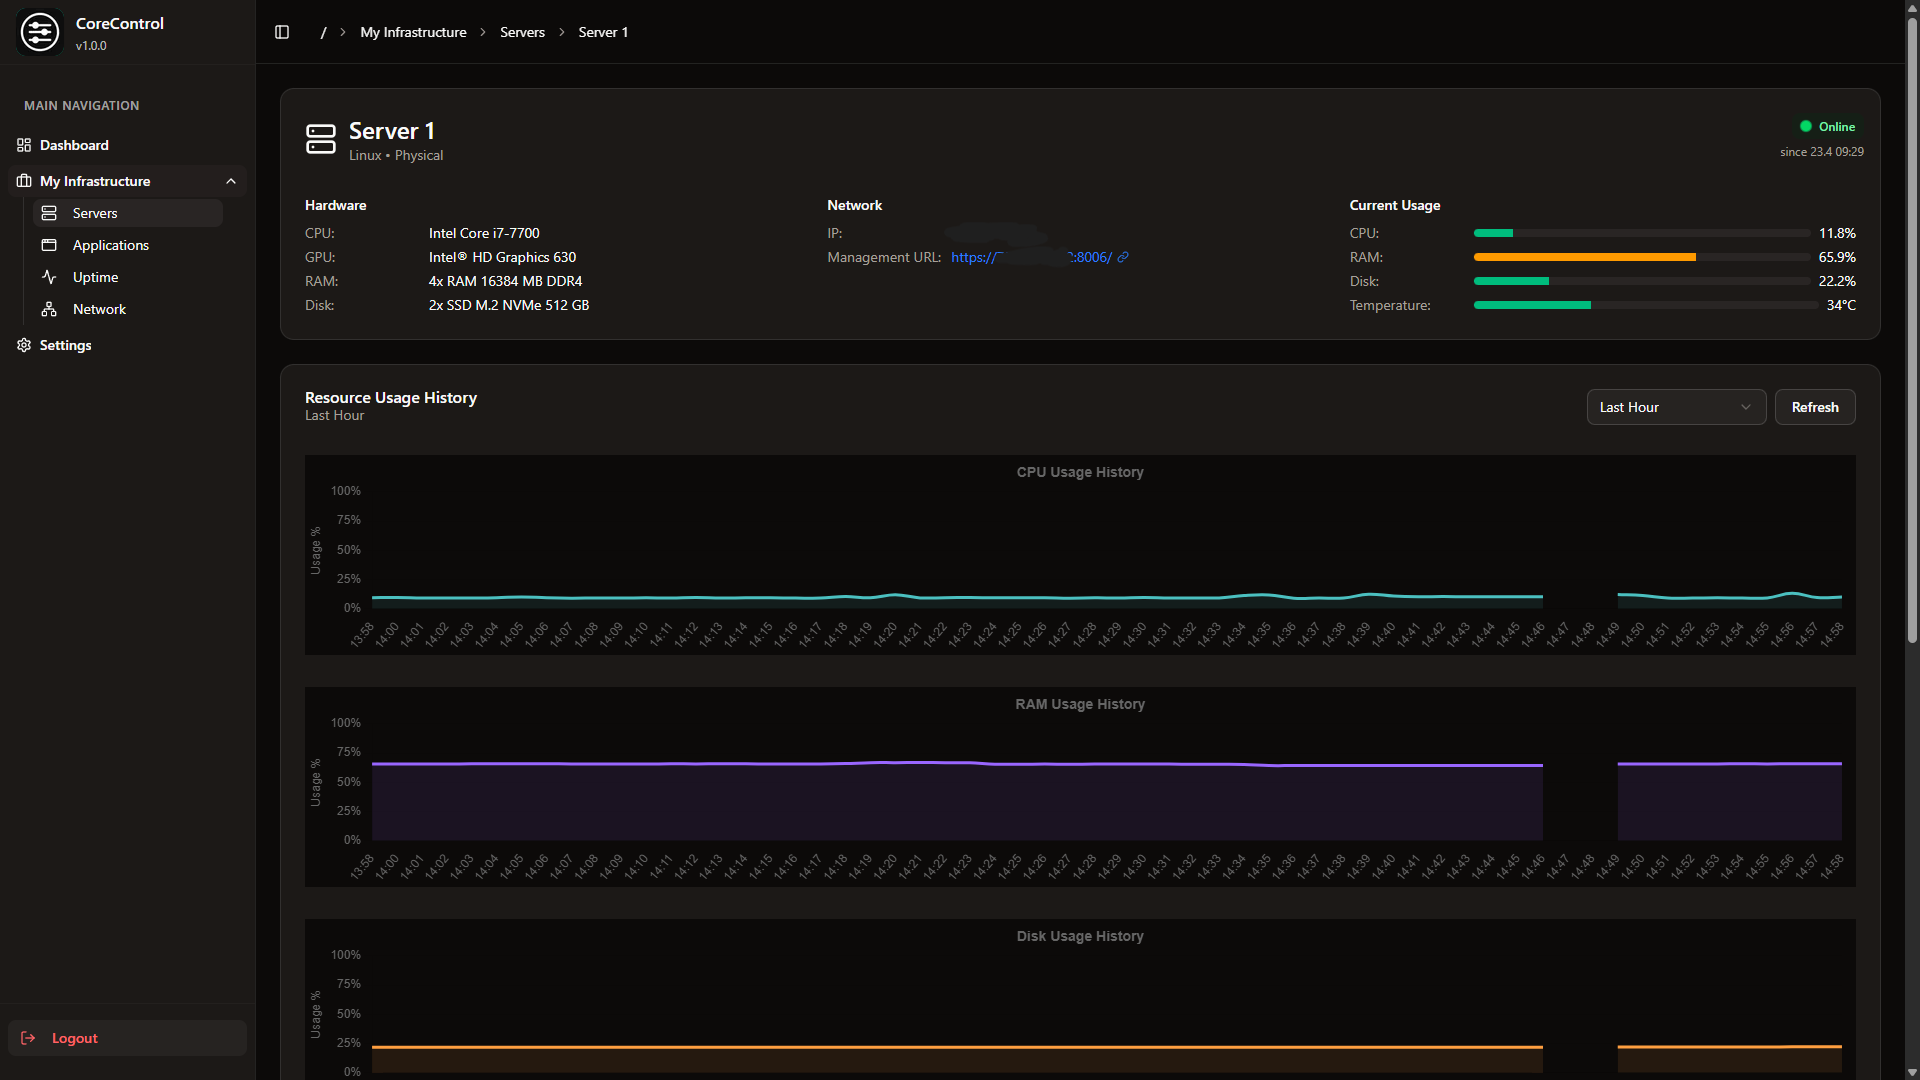 CoreControl
v1.0.0
/ > My Infrastructure > Servers > Server 1
MAIN NAVIGATION
Dashboard
My Infrastructure
Servers
Applications
Uptime
Network
Settings
Logout
Server 1
Linux • Physical
Online
since 23.4 09:29
Hardware
CPU: Intel Core i7-7700
GPU: Intel® HD Graphics 630
RAM: 4x RAM 16384 MB DDR4
Disk: 2x SSD M.2 NVMe 512 GB
Network
IP:
Management URL: https:// :8006/
Current Usage
CPU: 11.8%
RAM: 65.9%
Disk: 22.2%
Temperature: 34°C
Resource Usage History
Last Hour
Last Hour
Refresh
CPU Usage History
Usage %
100%
75%
50%
25%
0%
13:58 14:00 14:01 14:02 14:03 14:04 14:05 14:06 14:07 14:08 14:09 14:10 14:11 14:12 14:13 14:14 14:15 14:16 14:17 14:18 14:19 14:20 14:21 14:22 14:23 14:24 14:25 14:26 14:27 14:28 14:29 14:30 14:31 14:32 14:33 14:34 14:35 14:36 14:37 14:38 14:39 14:40 14:41 14:42 14:43 14:44 14:45 14:46 14:47 14:48 14:49 14:50 14:51 14:52 14:53 14:54 14:55 14:56 14:57 14:58
RAM Usage History
Usage %
100%
75%
50%
25%
0%
13:58 14:00 14:01 14:02 14:03 14:04 14:05 14:06 14:07 14:08 14:09 14:10 14:11 14:12 14:13 14:14 14:15 14:16 14:17 14:18 14:19 14:20 14:21 14:22 14:23 14:24 14:25 14:26 14:27 14:28 14:29 14:30 14:31 14:32 14:33 14:34 14:35 14:36 14:37 14:38 14:39 14:40 14:41 14:42 14:43 14:44 14:45 14:46 14:47 14:48 14:49 14:50 14:51 14:52 14:53 14:54 14:55 14:56 14:57 14:58
Disk Usage History
Usage %
100%
75%
50%
25%
0%